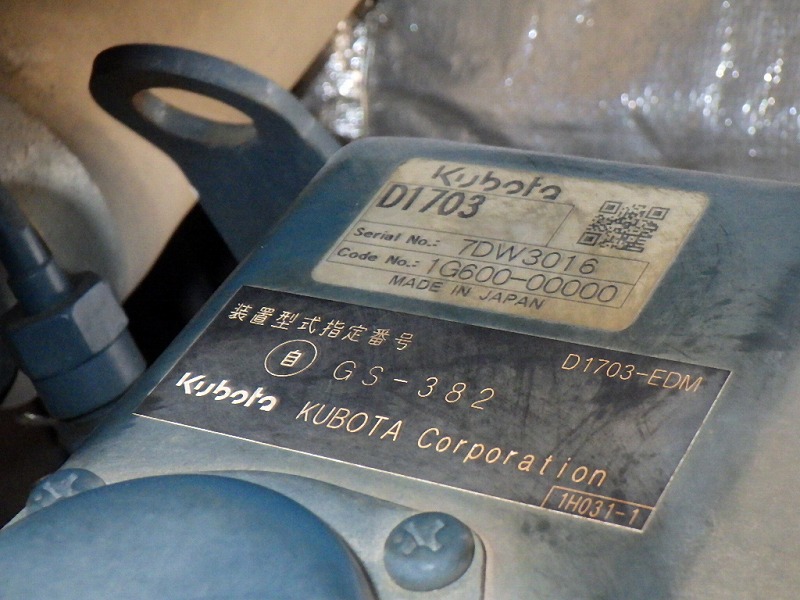 Kubota
D1703
Serial No.: 7DW3016
Code No.: 1G600-00000
MADE IN JAPAN
装置型式指定番号
D1703-EDM
自 GS-382
Kubota KUBOTA Corporation
1H031-1